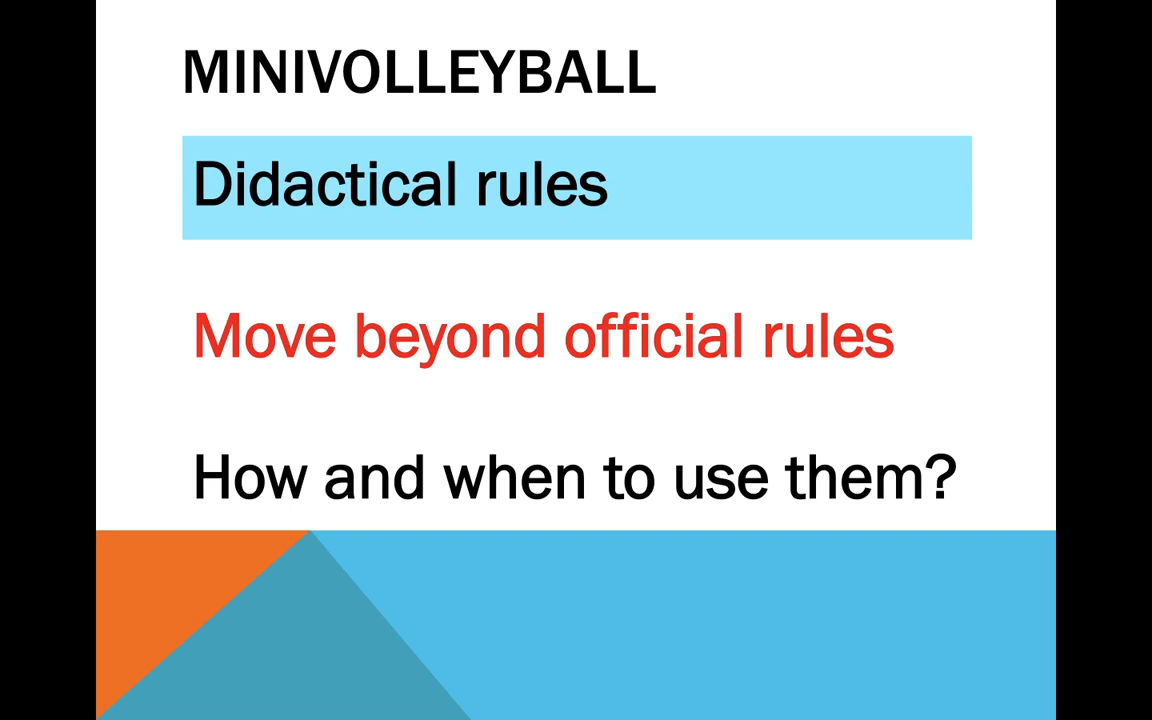 MINIVOLLEYBALL
Didactical rules
Move beyond official rules
How and when to use them?